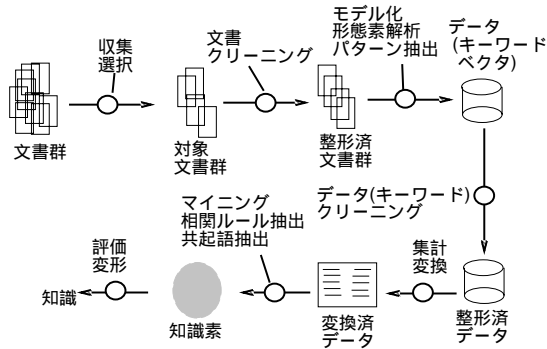 収集
選択
文書
クリーニング
モデル化
形態素解析
パターン抽出
データ
(キーワード
ベクタ)
文書群
対象
文書群
整形済
文書群
データ(キーワード)
クリーニング
マイニング
相関ルール抽出
共起語抽出
集計
変換
評価
変形
知識
知識素
変換済
データ
整形済
データ